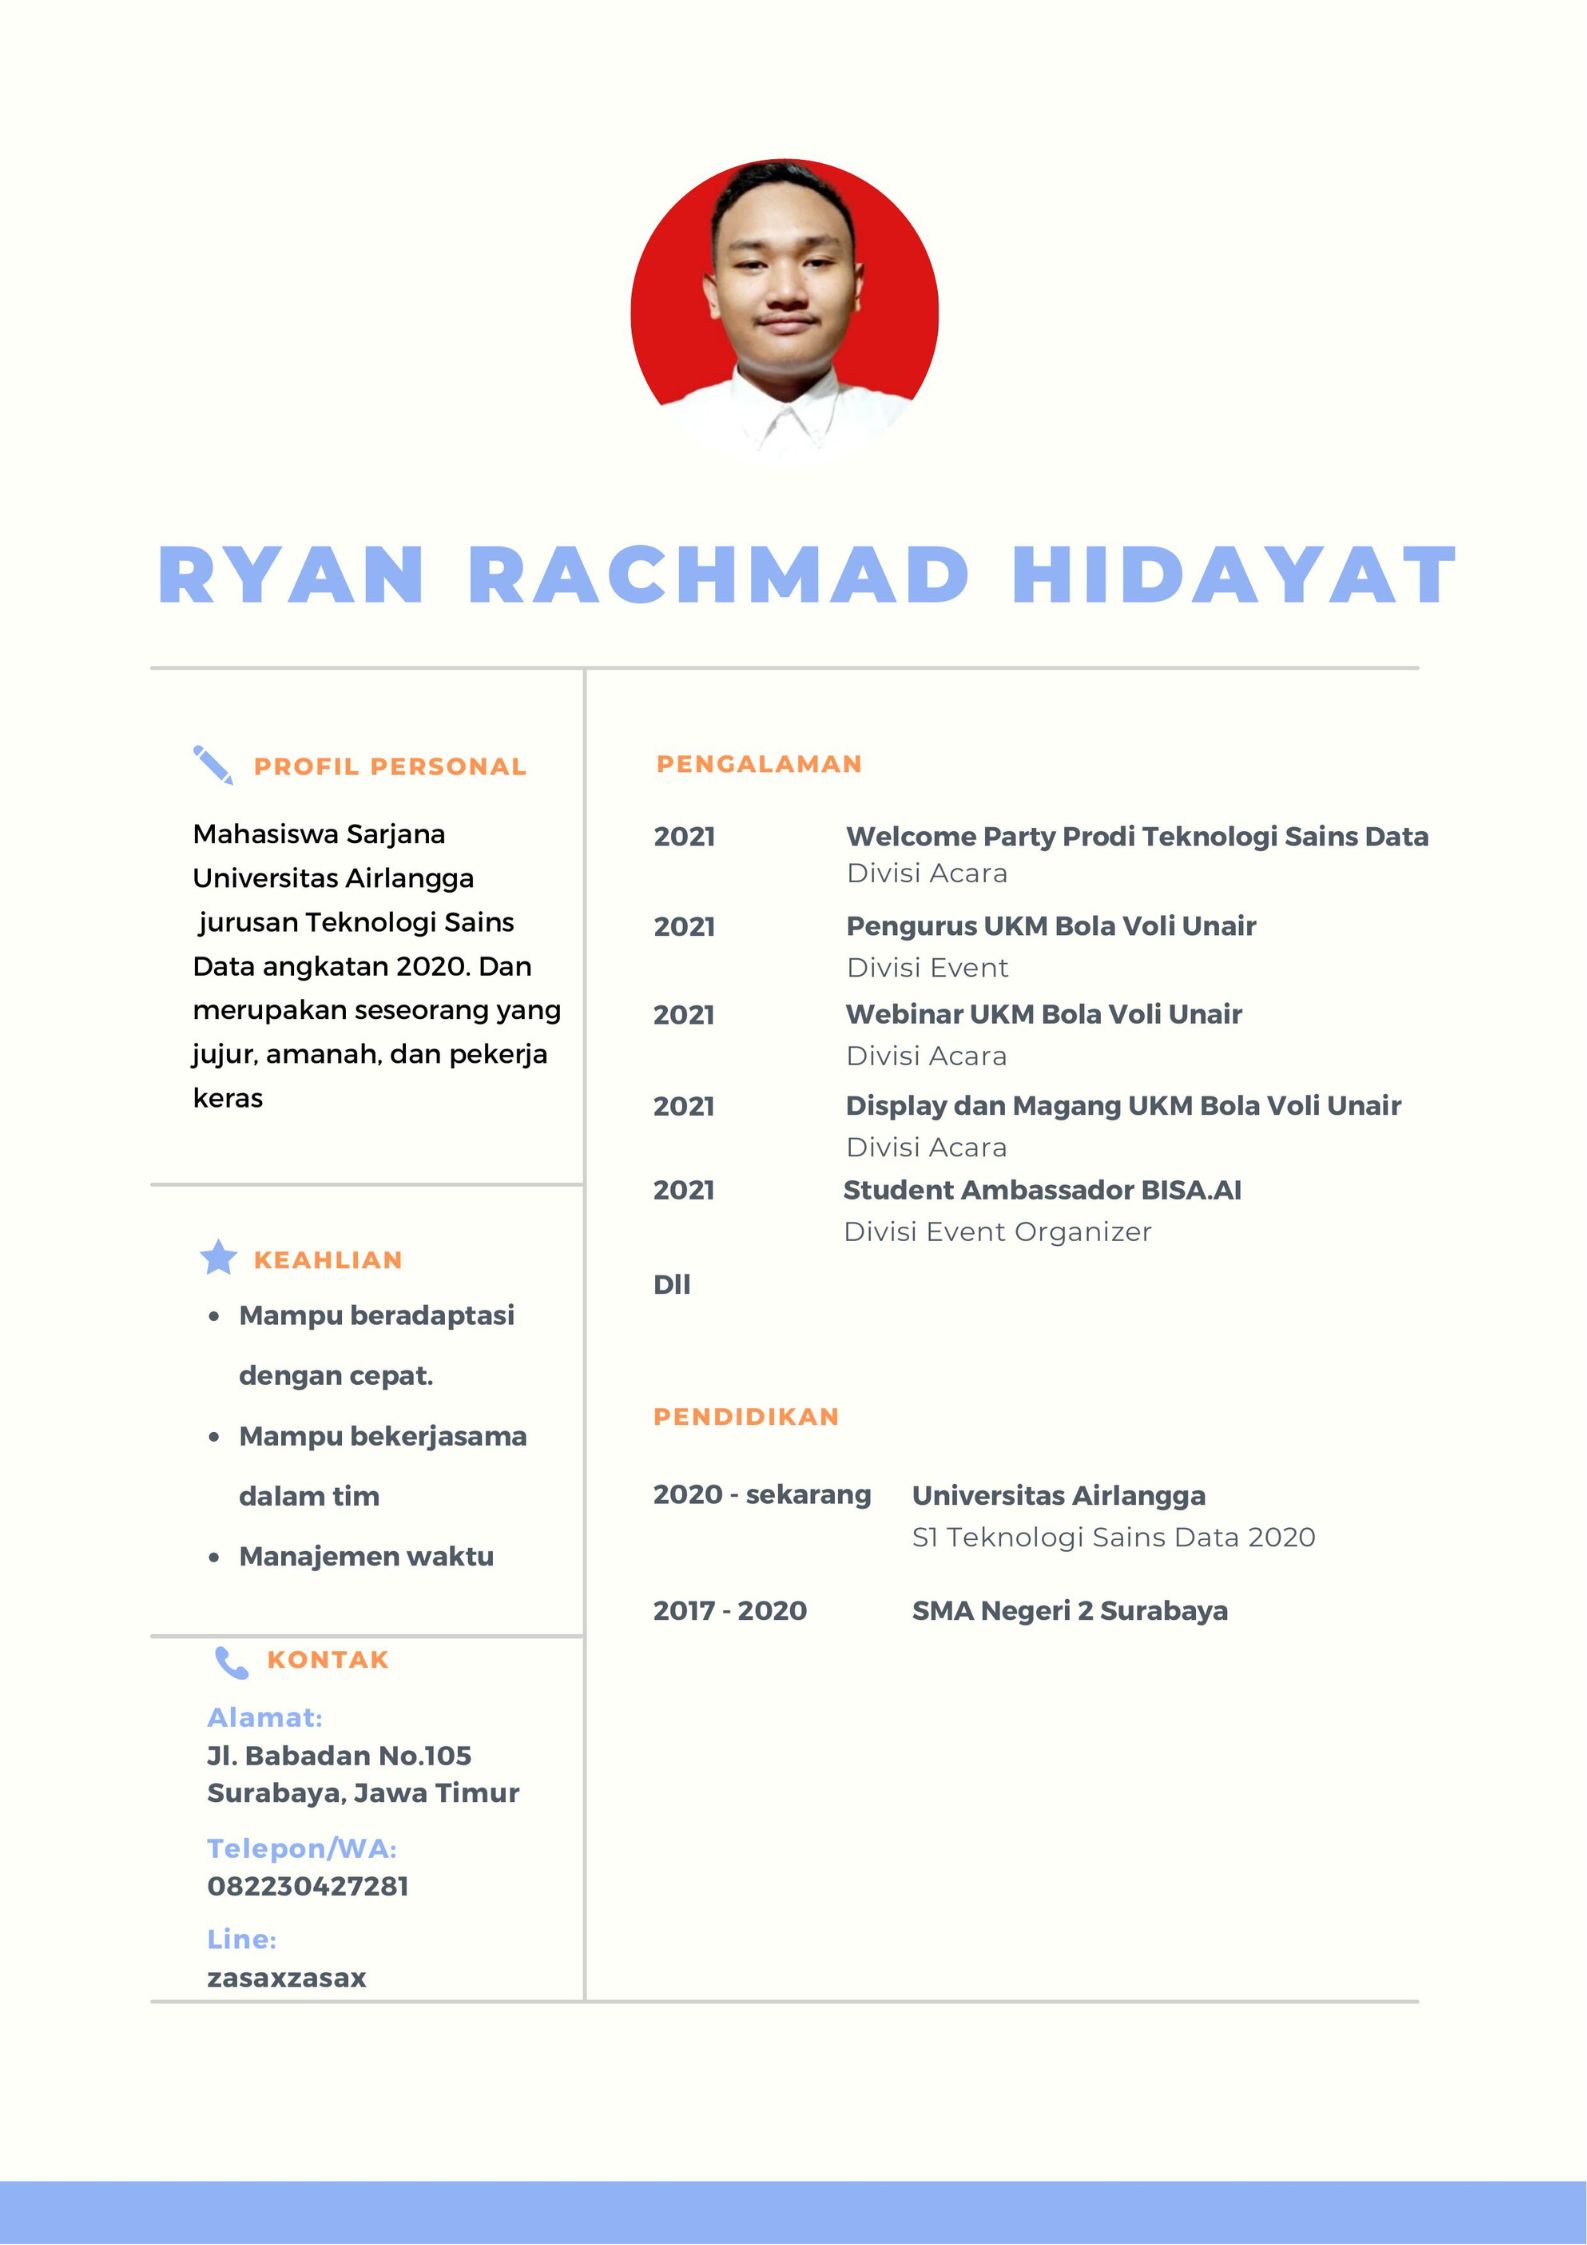 RYAN RACHMAD HIDAYAT
PROFIL PERSONAL
Mahasiswa Sarjana
Universitas Airlangga
jurusan Teknologi Sains
Data angkatan 2020. Dan
merupakan seseorang yang
jujur, amanah, dan pekerja
keras
KEAHLIAN
• Mampu beradaptasi
dengan cepat.
• Mampu bekerjasama
dalam tim
• Manajemen waktu
KONTAK
Alamat:
Jl. Babadan No.105
Surabaya, Jawa Timur
Telepon/WA:
082230427281
Line:
zasaxzasax
PENGALAMAN
2021 Welcome Party Prodi Teknologi Sains Data
Divisi Acara
2021 Pengurus UKM Bola Voli Unair
Divisi Event
2021 Webinar UKM Bola Voli Unair
Divisi Acara
2021 Display dan Magang UKM Bola Voli Unair
Divisi Acara
2021 Student Ambassador BISA.AI
Divisi Event Organizer
Dll
PENDIDIKAN
2020 - sekarang Universitas Airlangga
S1 Teknologi Sains Data 2020
2017 - 2020 SMA Negeri 2 Surabaya